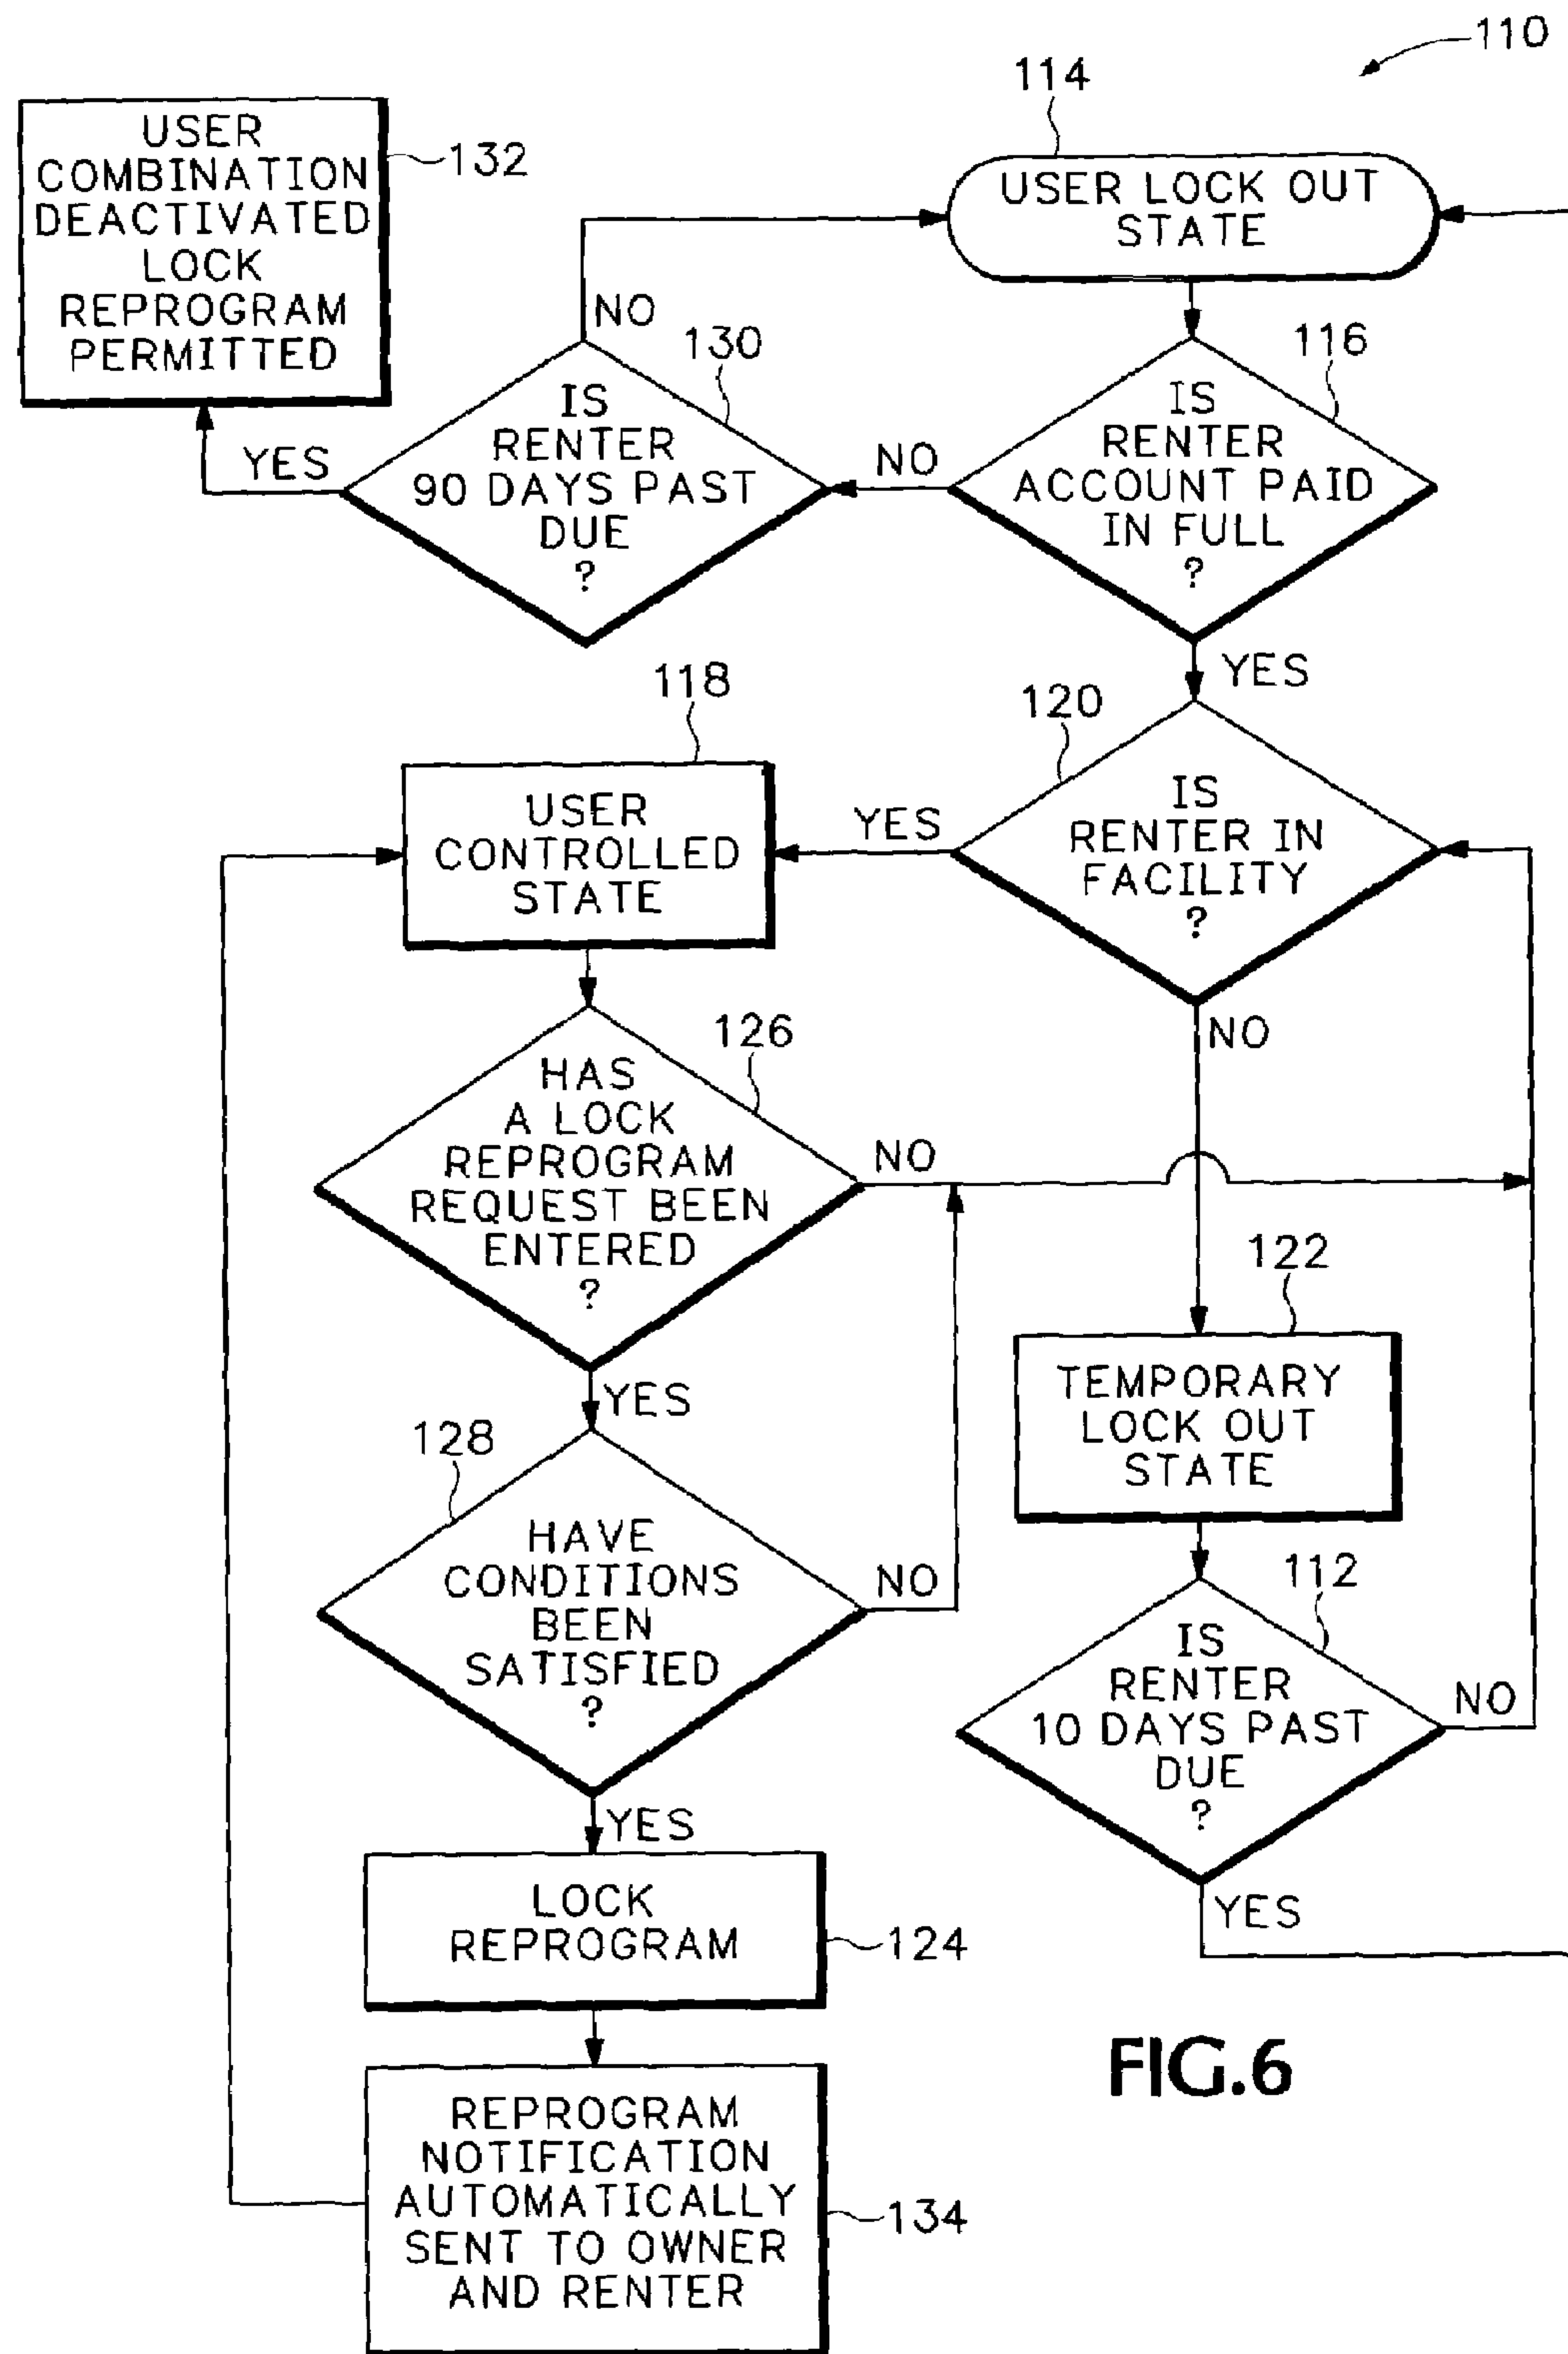 110
114
USER LOCK OUT
STATE
USER
COMBINATION
DEACTIVATED
LOCK
REPROGRAM
PERMITTED
132
NO
130
IS
RENTER
90 DAYS PAST
DUE
?
YES
NO
116
IS
RENTER
ACCOUNT PAID
IN FULL
?
YES
118
USER
CONTROLLED
STATE
YES
120
IS
RENTER IN
FACILITY
?
NO
126
HAS
A LOCK
REPROGRAM
REQUEST BEEN
ENTERED
?
NO
YES
122
TEMPORARY
LOCK OUT
STATE
128
HAVE
CONDITIONS
BEEN
SATISFIED
?
NO
YES
112
IS
RENTER
10 DAYS PAST
DUE
?
NO
YES
LOCK
REPROGRAM
124
REPROGRAM
NOTIFICATION
AUTOMATICALLY
SENT TO OWNER
AND RENTER
134
FIG.6